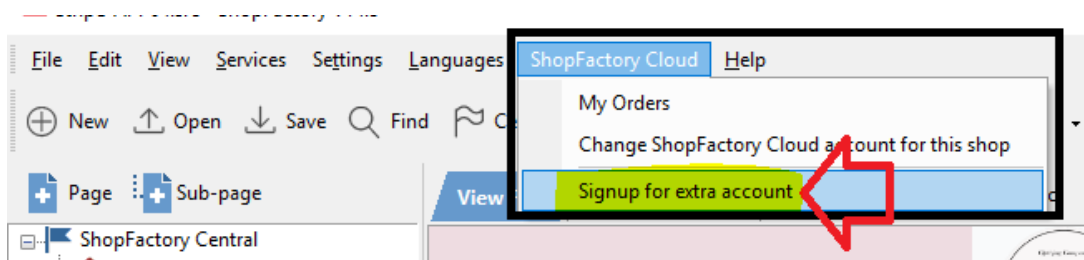 File Edit View Services Settings Languages ShopFactory Cloud Help
New Open Save Find
My Orders
Change ShopFactory Cloud account for this shop
Signup for extra account
Page Sub-page
View
ShopFactory Central